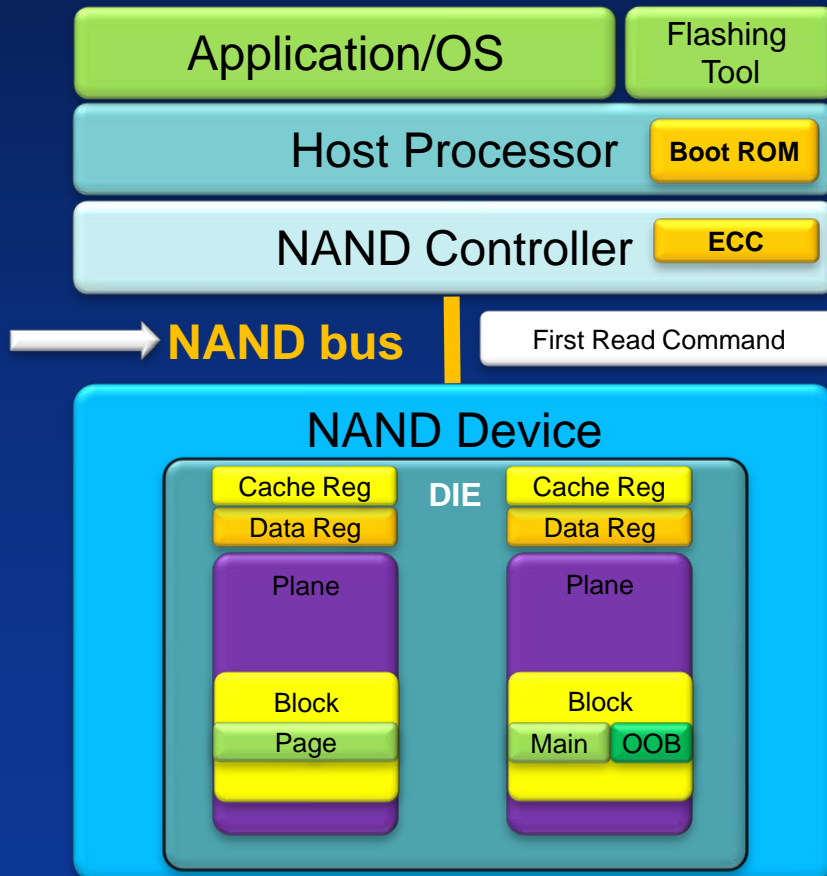 Application/OS
Flashing
Tool
Host Processor
Boot ROM
NAND Controller
ECC
NAND bus
First Read Command
NAND Device
Cache Reg
DIE
Cache Reg
Data Reg
Data Reg
Plane
Plane
Block
Block
Page
Main
OOB